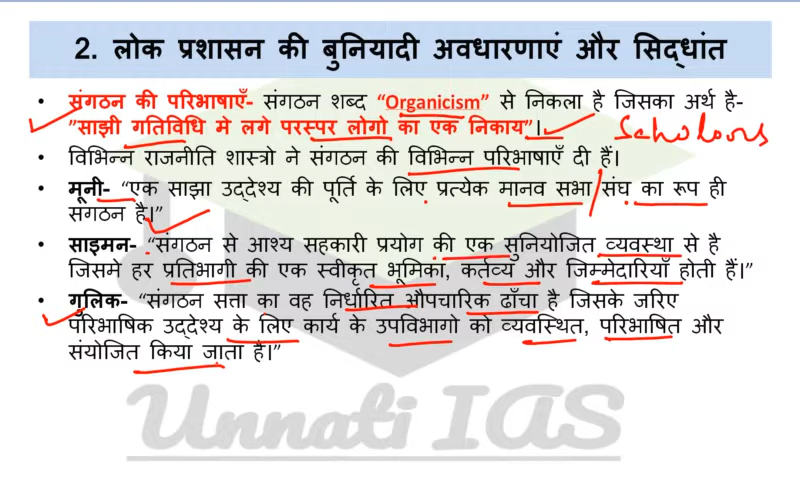 2. लोक प्रशासन की बुनियादी अवधारणाएं और सिद्धांत
• संगठन की परिभाषाएँ- संगठन शब्द “Organicism” से निकला है जिसका अर्थ है-
”साझी गतिविधि मे लगे परस्पर लोगो का एक निकाय”।
Scholars
• विभिन्न राजनीति शास्त्रो ने संगठन की विभिन्न परिभाषाएँ दी हैं।
• मूनी- “एक साझा उद्देश्य की पूर्ति के लिए प्रत्येक मानव सभा/संघ का रूप ही
संगठन है।”
• साइमन- “संगठन से आश्य सहकारी प्रयोग की एक सुनियोजित व्यवस्था से है
जिसमे हर प्रतिभागी की एक स्वीकृत भूमिका, कर्तव्य और जिम्मेदारियाँ होती हैं।”
• गुलिक- “संगठन सत्ता का वह निर्धारित औपचारिक ढाँचा है जिसके जरिए
परिभाषिक उद्देश्य के लिए कार्य के उपविभागो को व्यवस्थित, परिभाषित और
संयोजित किया जाता है।”
Unnati IAS